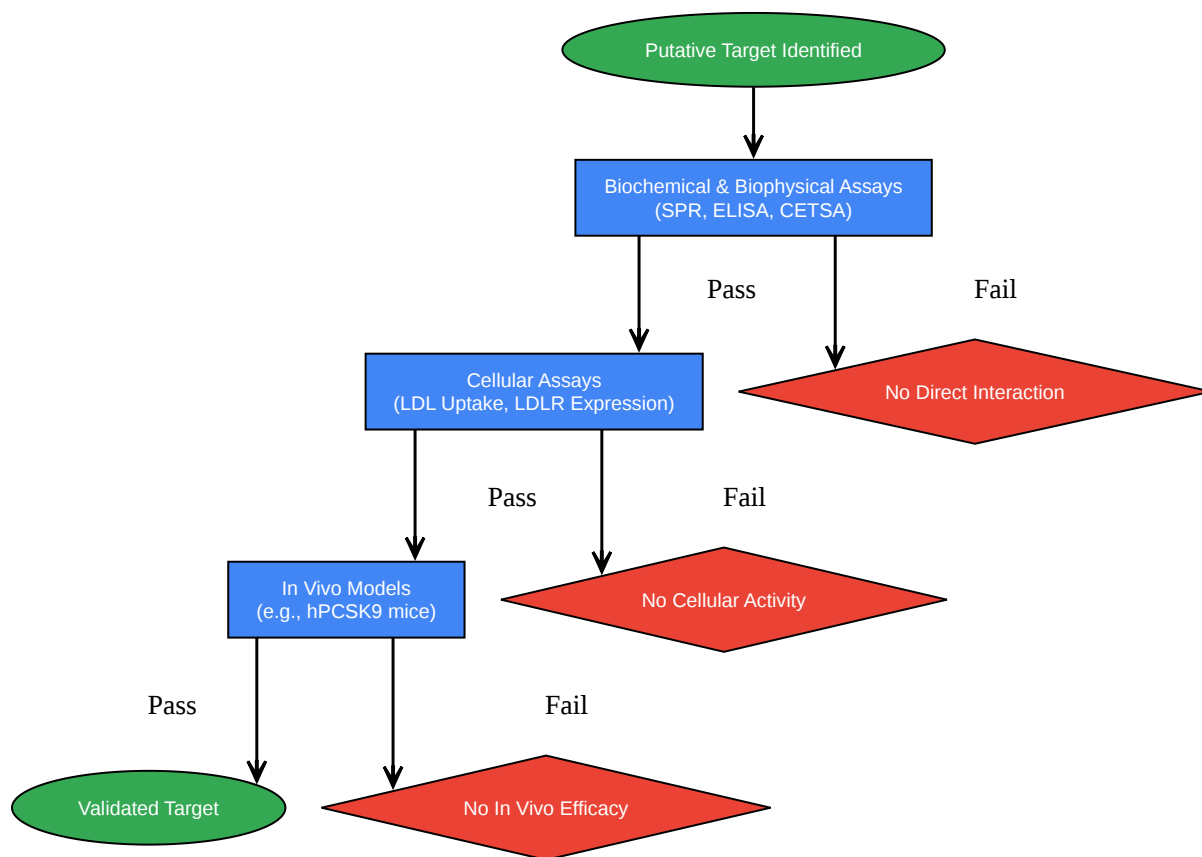 Putative Target Identified
Biochemical & Biophysical Assays
(SPR, ELISA, CETSA)
Pass
Fail
Cellular Assays
(LDL Uptake, LDLR Expression)
No Direct Interaction
Pass
Fail
In Vivo Models
(e.g., hPCSK9 mice)
No Cellular Activity
Pass
Fail
Validated Target
No In Vivo Efficacy